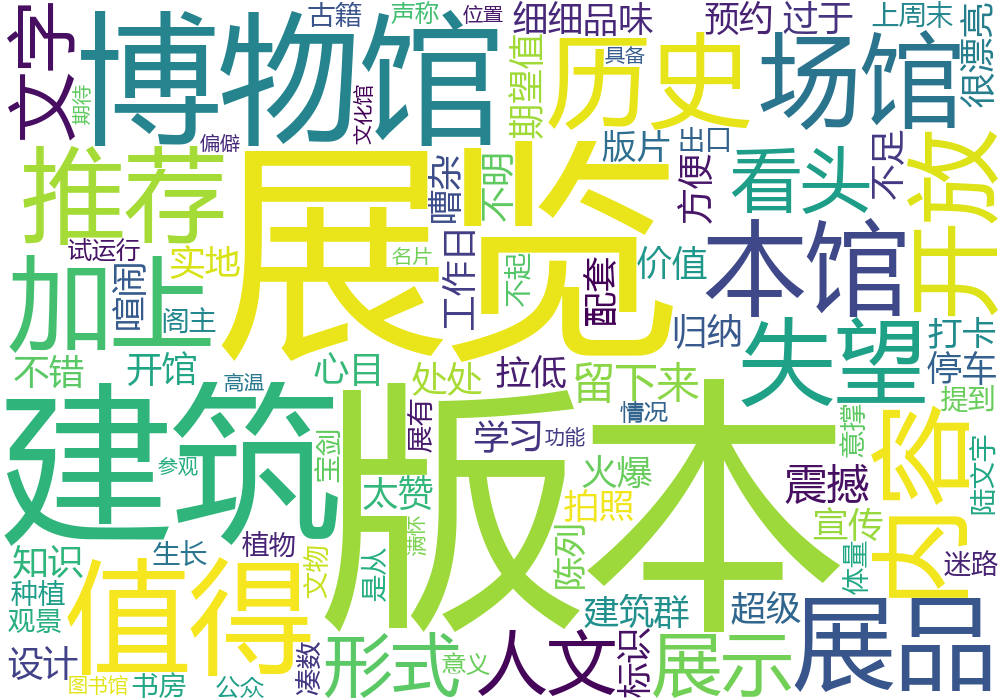 古籍
声称
位置
细细品味
预约
过于
上周末
文字
博物馆
历史
具备
场馆
很漂亮
期待
期望值
文化馆
偏僻
推荐
展览
嘈杂
不明
版片
出口
方便
看头
不足
开放
试运行
实地
名片
工作日
不起
价值
本馆
加上
喧闹
阁主
配套
归纳
失望
打卡
停车
不错
开馆
心目
处处
拉低
留下来
高温
提到
建筑
版本
展有
情况
学习
功能
意撑
内容
参观
宝剑
太赞
火爆
震撼
陆文宇
拍照
宣传
满怀
知识
生长
植物
文物
是从
陈列
体量
迷路
种植
观景
值得
建筑群
超级
展品
设计
图书馆
书房
公众
凑数
形式
意义
人文
标识
展示